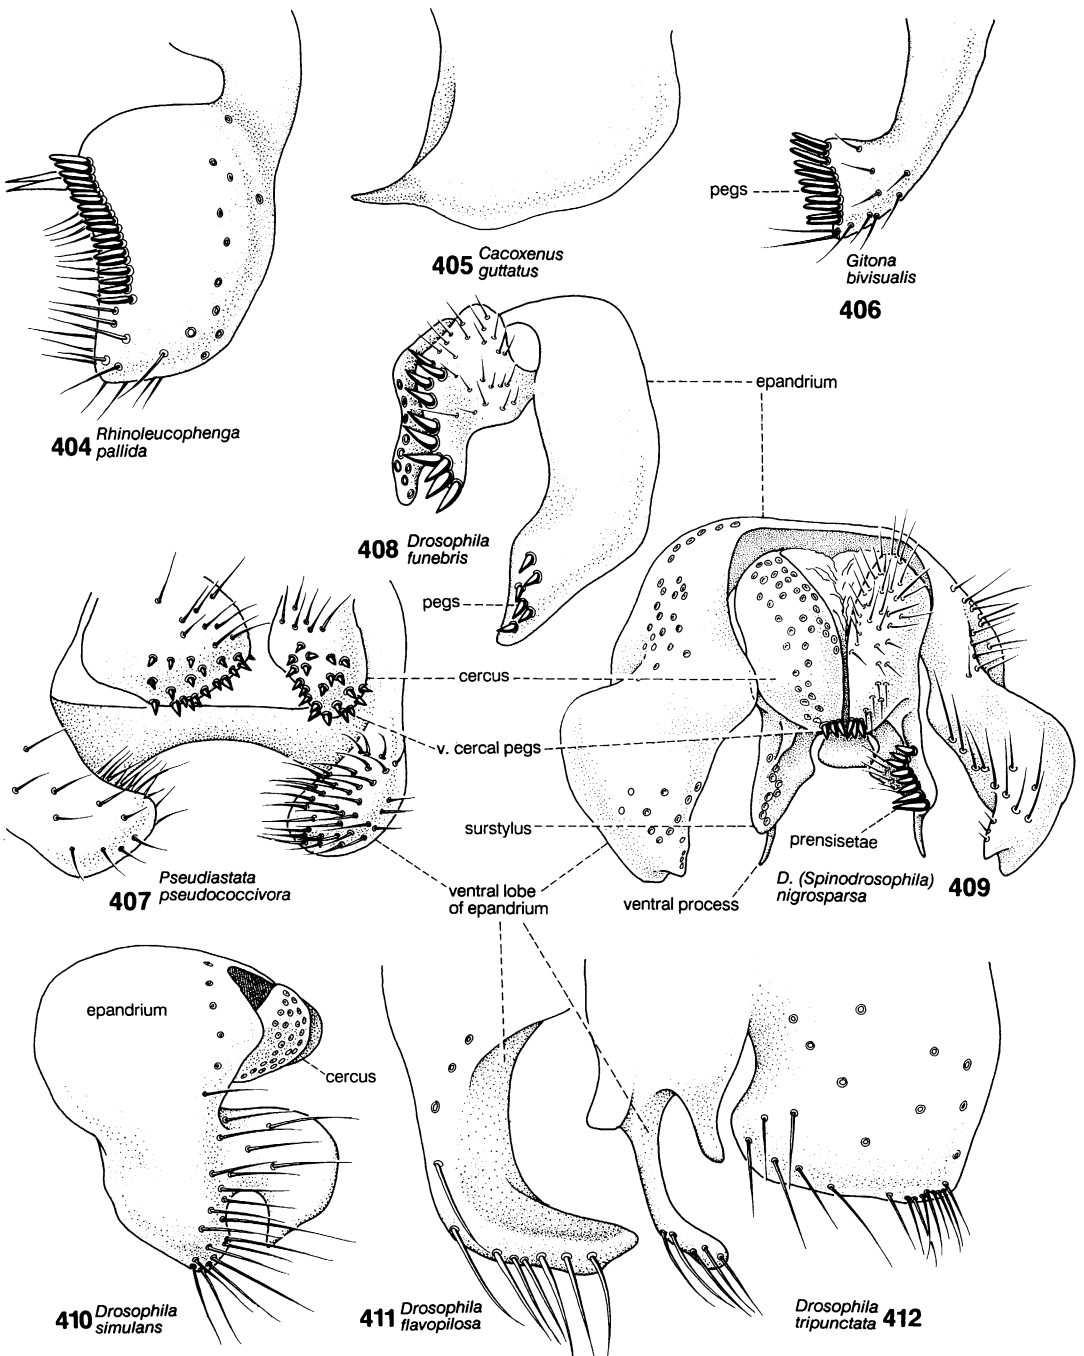 pegs
405 Cacoxenus
guttatus
Gitona
bivisualis
406
404 Rhinoleucophenga
pallida
epandrium
408 Drosophila
funebris
pegs
cercus
v. cercal pegs
surstylus
prensisetae
407 Pseudiastata
pseudococcivora
ventral lobe
of epandrium
ventral process
D. (Spinodrosophila)
nigrosparsa 409
epandrium
cercus
410 Drosophila
simulans
411 Drosophila
flavopilosa
Drosophila
tripunctata 412